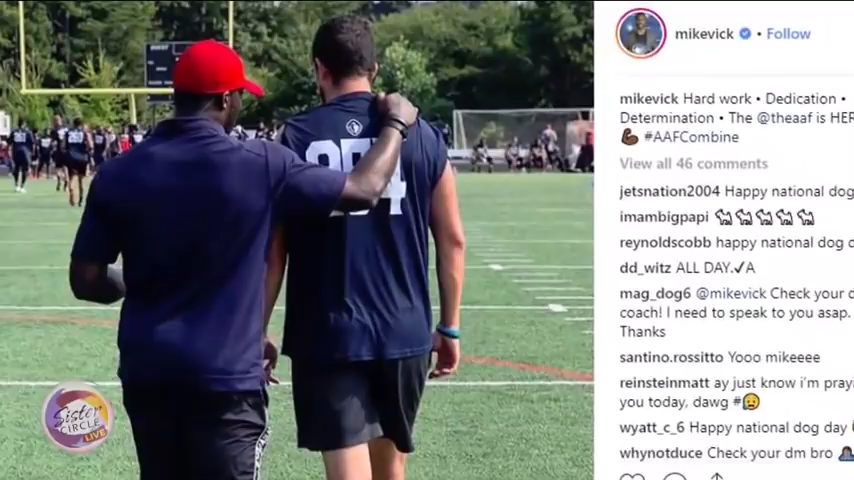 mikevick • Follow
mikevick Hard work • Dedication •
Determination • The @theaaf is HER
#AAFCombine
View all 46 comments
jetsnation2004 Happy national dog
imambigpapi
reynoldscobb happy national dog d
dd_witz ALL DAY.✓A
mag_dog6 @mikevick Check your d
coach! I need to speak to you asap.
Thanks
santino.rossitto Yooo mikeeee
reinsteinmatt ay just know i'm prayi
you today, dawg #
wyatt_c_6 Happy national dog day
whynotduce Check your dm bro
Sister
CIRCLE
LIVE